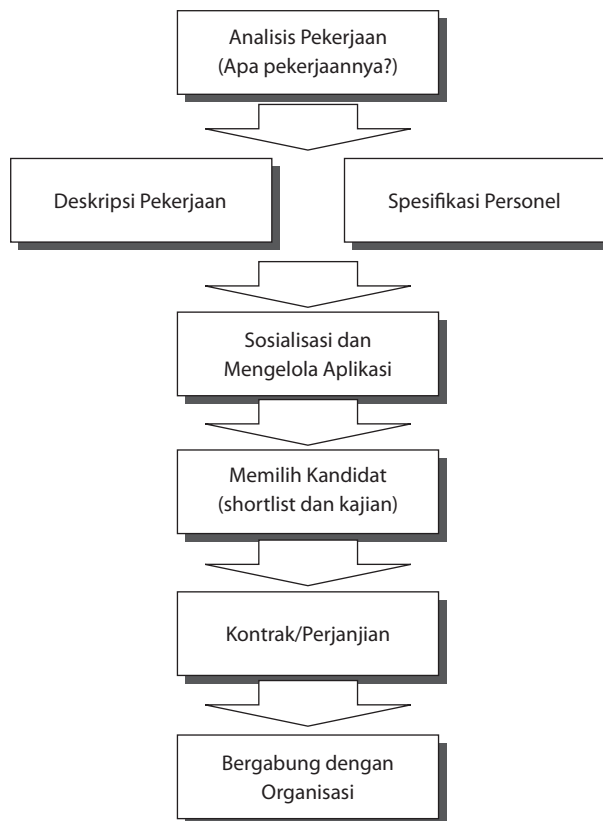 Analisis Pekerjaan
(Apa pekerjaannya?)
Deskripsi Pekerjaan
Spesifikasi Personel
Sosialisasi dan
Mengelola Aplikasi
Memilih Kandidat
(shortlist dan kajian)
Kontrak/Perjanjian
Bergabung dengan
Organisasi